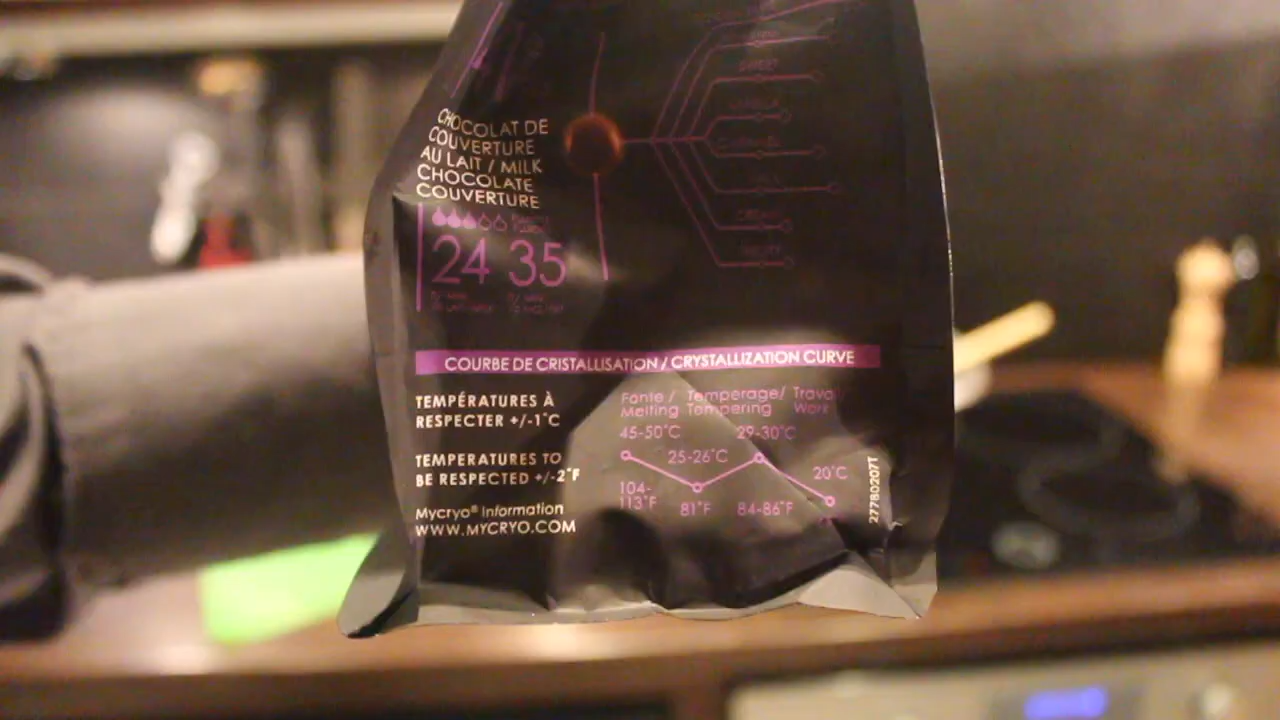 CHOCOLAT DE
COUVERTURE
AU LAIT / MILK
CHOCOLATE
COUVERTURE
24 35
COURBE DE CRISTALLISATION / CRYSTALLIZATION CURVE
TEMPÉRATURES À
RESPECTER +/-1°C
TEMPERATURES TO
BE RESPECTED +/-2°F
Mycryo® Information
WWW.MYCRYO.COM
Fonte / Temperage/ Travail
Melting Tempering Work
45-50°C 29-30°C
25-26°C
20°C
104-
113°F 81°F 84-86°F
27780207T